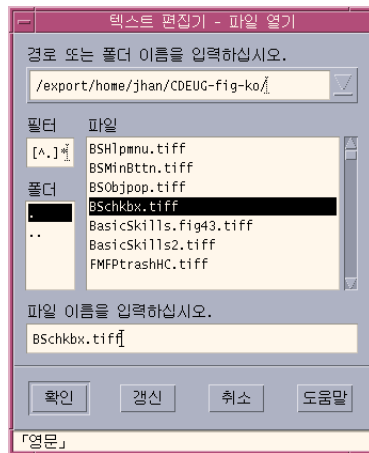 텍스트 편집기 - 파일 열기
경로 또는 폴더 이름을 입력하십시오.
/export/home/jhan/CDEUG-fig-ko/
필터 파일
[^.]*
BSHlpmnu.tiff
BSMinBttn.tiff
BSObjpop.tiff
폴더
BSchkbx.tiff
.
BasicSkills.fig43.tiff
..
BasicSkills2.tiff
FMFPtrashHC.tiff
파일 이름을 입력하십시오.
BSchkbx.tiff
확인 갱신 취소 도움말
「영문」